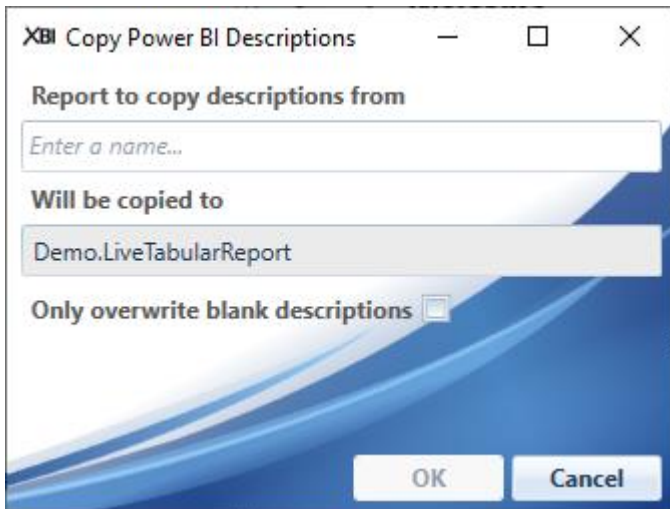 XBI Copy Power BI Descriptions
Report to copy descriptions from
Enter a name...
Will be copied to
Demo.LiveTabularReport
Only overwrite blank descriptions
OK Cancel